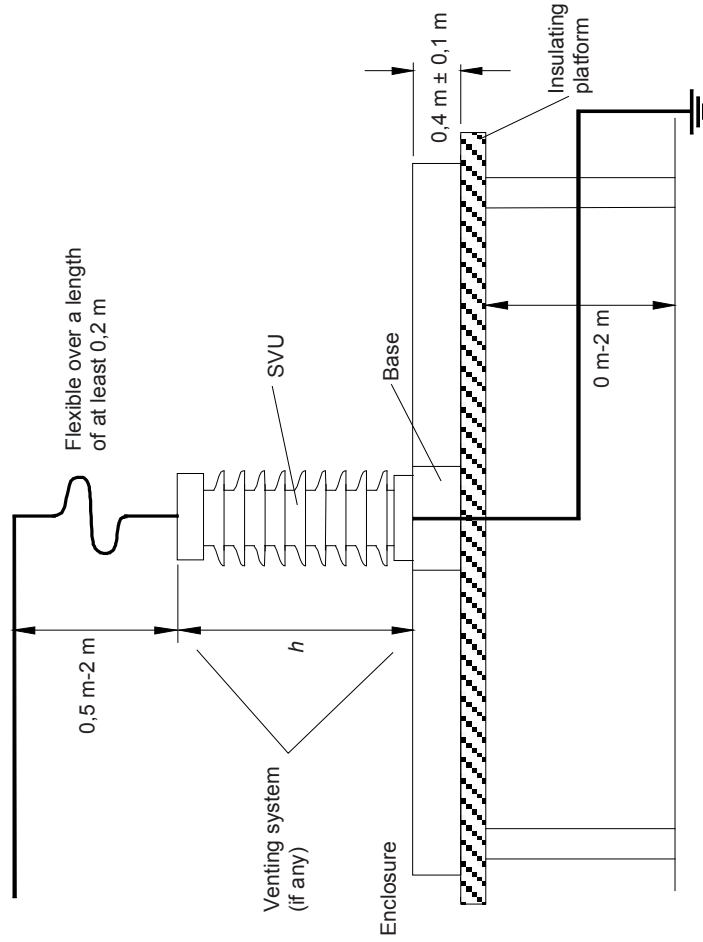 Flexible over a length
of at least 0,2 m
0,5 m-2 m
SVU
h
Venting system
(if any)
Base
Enclosure
0,4 m ± 0,1 m
Insulating
platform
0 m-2 m